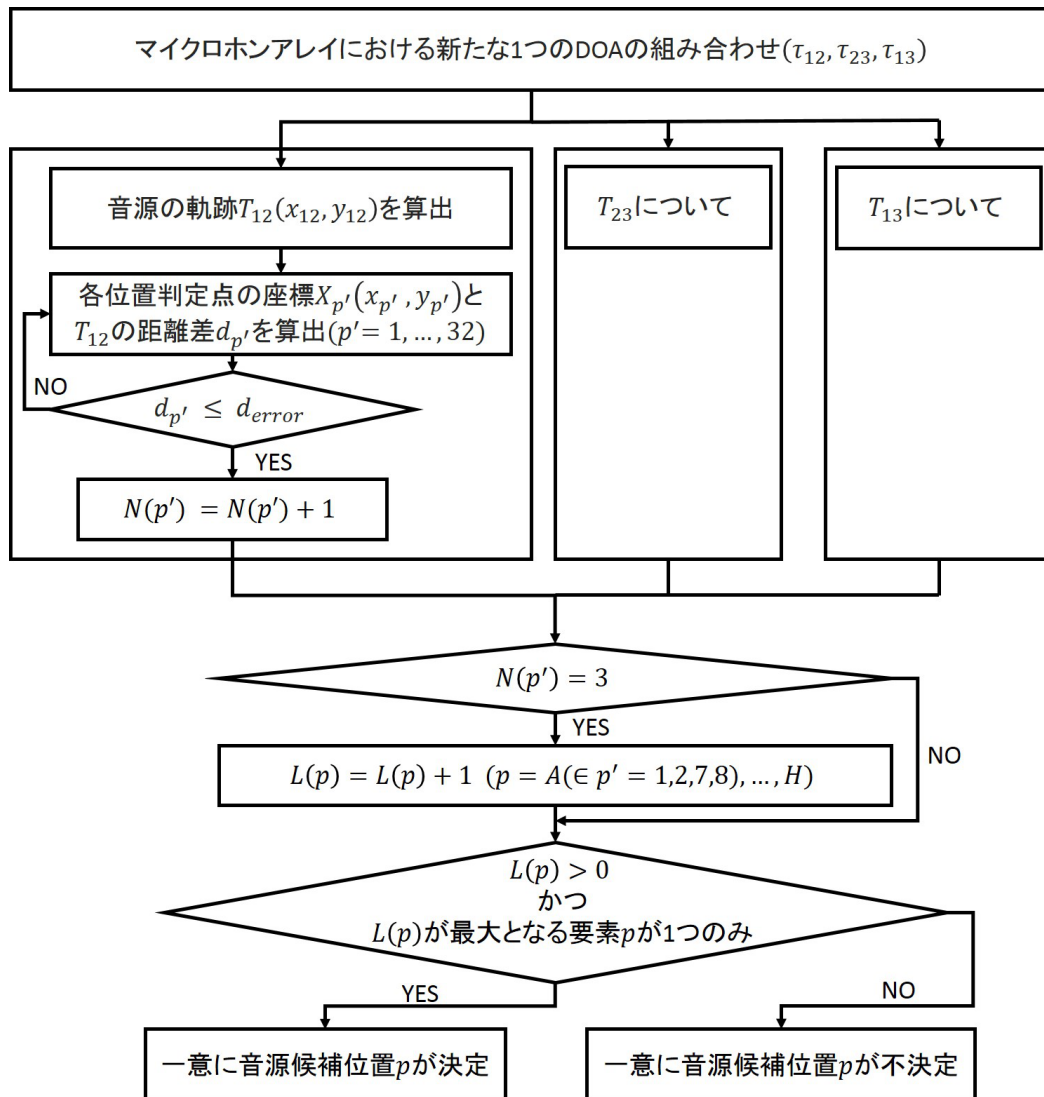 マイクロホンアレイにおける新たな1つのDOAの組み合わせ(τ₁₂, τ₂₃, τ₁₃)
音源の軌跡T₁₂(x₁₂, y₁₂)を算出
T₂₃について
T₁₃について
各位置判定点の座標X_{p′}(x_{p′}, y_{p′})と
T₁₂の距離差d_{p′}を算出(p′ = 1, … , 32)
NO
d_{p′} ≤ d_{error}
YES
N(p′) = N(p′) + 1
N(p′) = 3
YES
NO
L(p) = L(p) + 1 (p = A(∈ p′ = 1,2,7,8), … , H)
L(p) > 0
かつ
L(p)が最大となる要素pが1つのみ
YES
NO
一意に音源候補位置pが決定
一意に音源候補位置pが不決定